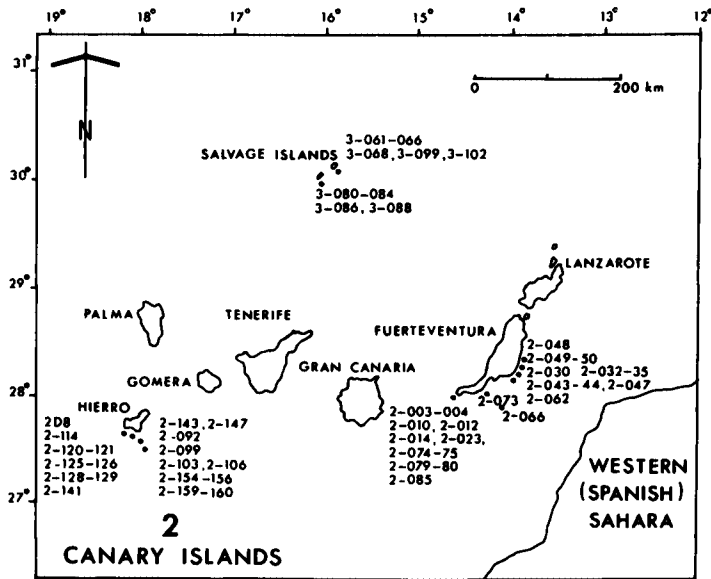 19° 18° 17° 16° 15° 14° 13° 12°
31°
0 200 km
N
3-061-066
SALVAGE ISLANDS 3-068,3-099,3-102
30°
3-080-084
3-086, 3-088
LANZAROTE
29°
PALMA
TENERIFE
FUERTEVENTURA
2-048
2-049-50
2-030 2-032-35
2-043-44,2-047
2-073 2-062
2-066
GRAN CANARIA
GOMERA
28°
HIERRO
2D8
2-114
2-120-121
2-125-126
2-128-129
2-141
2-143, 2-147
2-092
2-099
2-103,2-106
2-154-156
2-159-160
2-003-004
2-010, 2-012
2-014, 2-023,
2-074-75
2-079-80
2-085
27°
WESTERN
(SPANISH)
SAHARA
2
CANARY ISLANDS